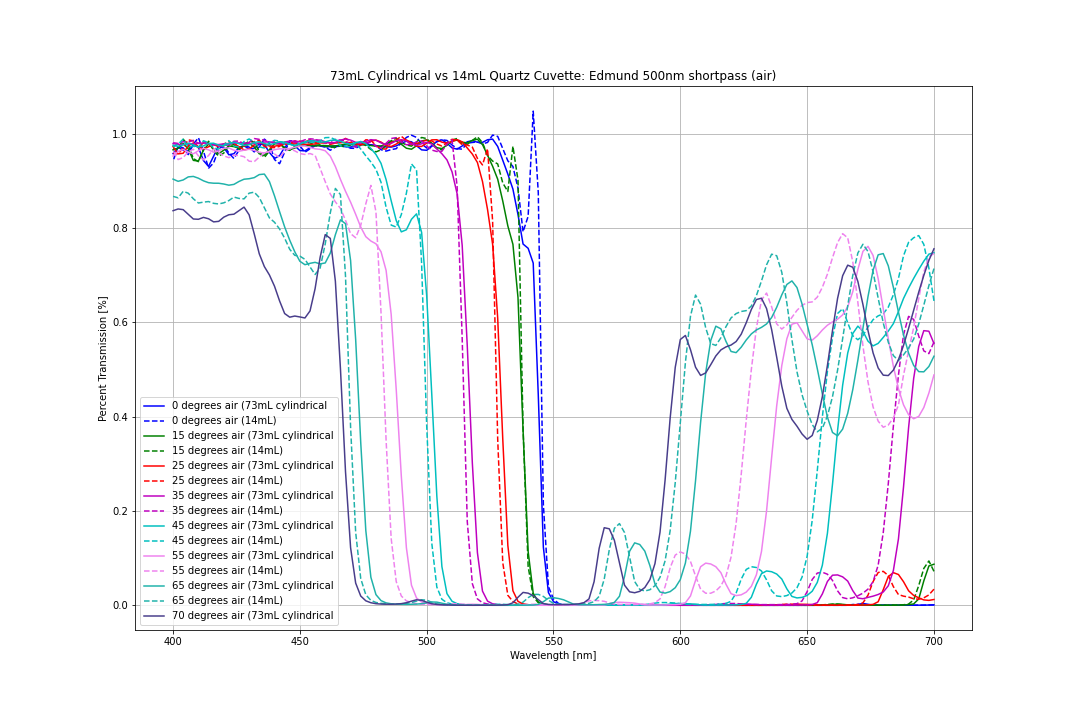 73mL Cylindrical vs 14mL Quartz Cuvette: Edmund 500nm shortpass (air)
Percent Transmission [%]
1.0
0.8
0.6
0.4
0.2
0.0
0 degrees air (73mL cylindrical
0 degrees air (14mL)
15 degrees air (73mL cylindrical
15 degrees air (14mL)
25 degrees air (73mL cylindrical
25 degrees air (14mL)
35 degrees air (73mL cylindrical
35 degrees air (14mL)
45 degrees air (73mL cylindrical
45 degrees air (14mL)
55 degrees air (73mL cylindrical
55 degrees air (14mL)
65 degrees air (73mL cylindrical
65 degrees air (14mL)
70 degrees air (73mL cylindrical
400 450 500 550 600 650 700
Wavelength [nm]